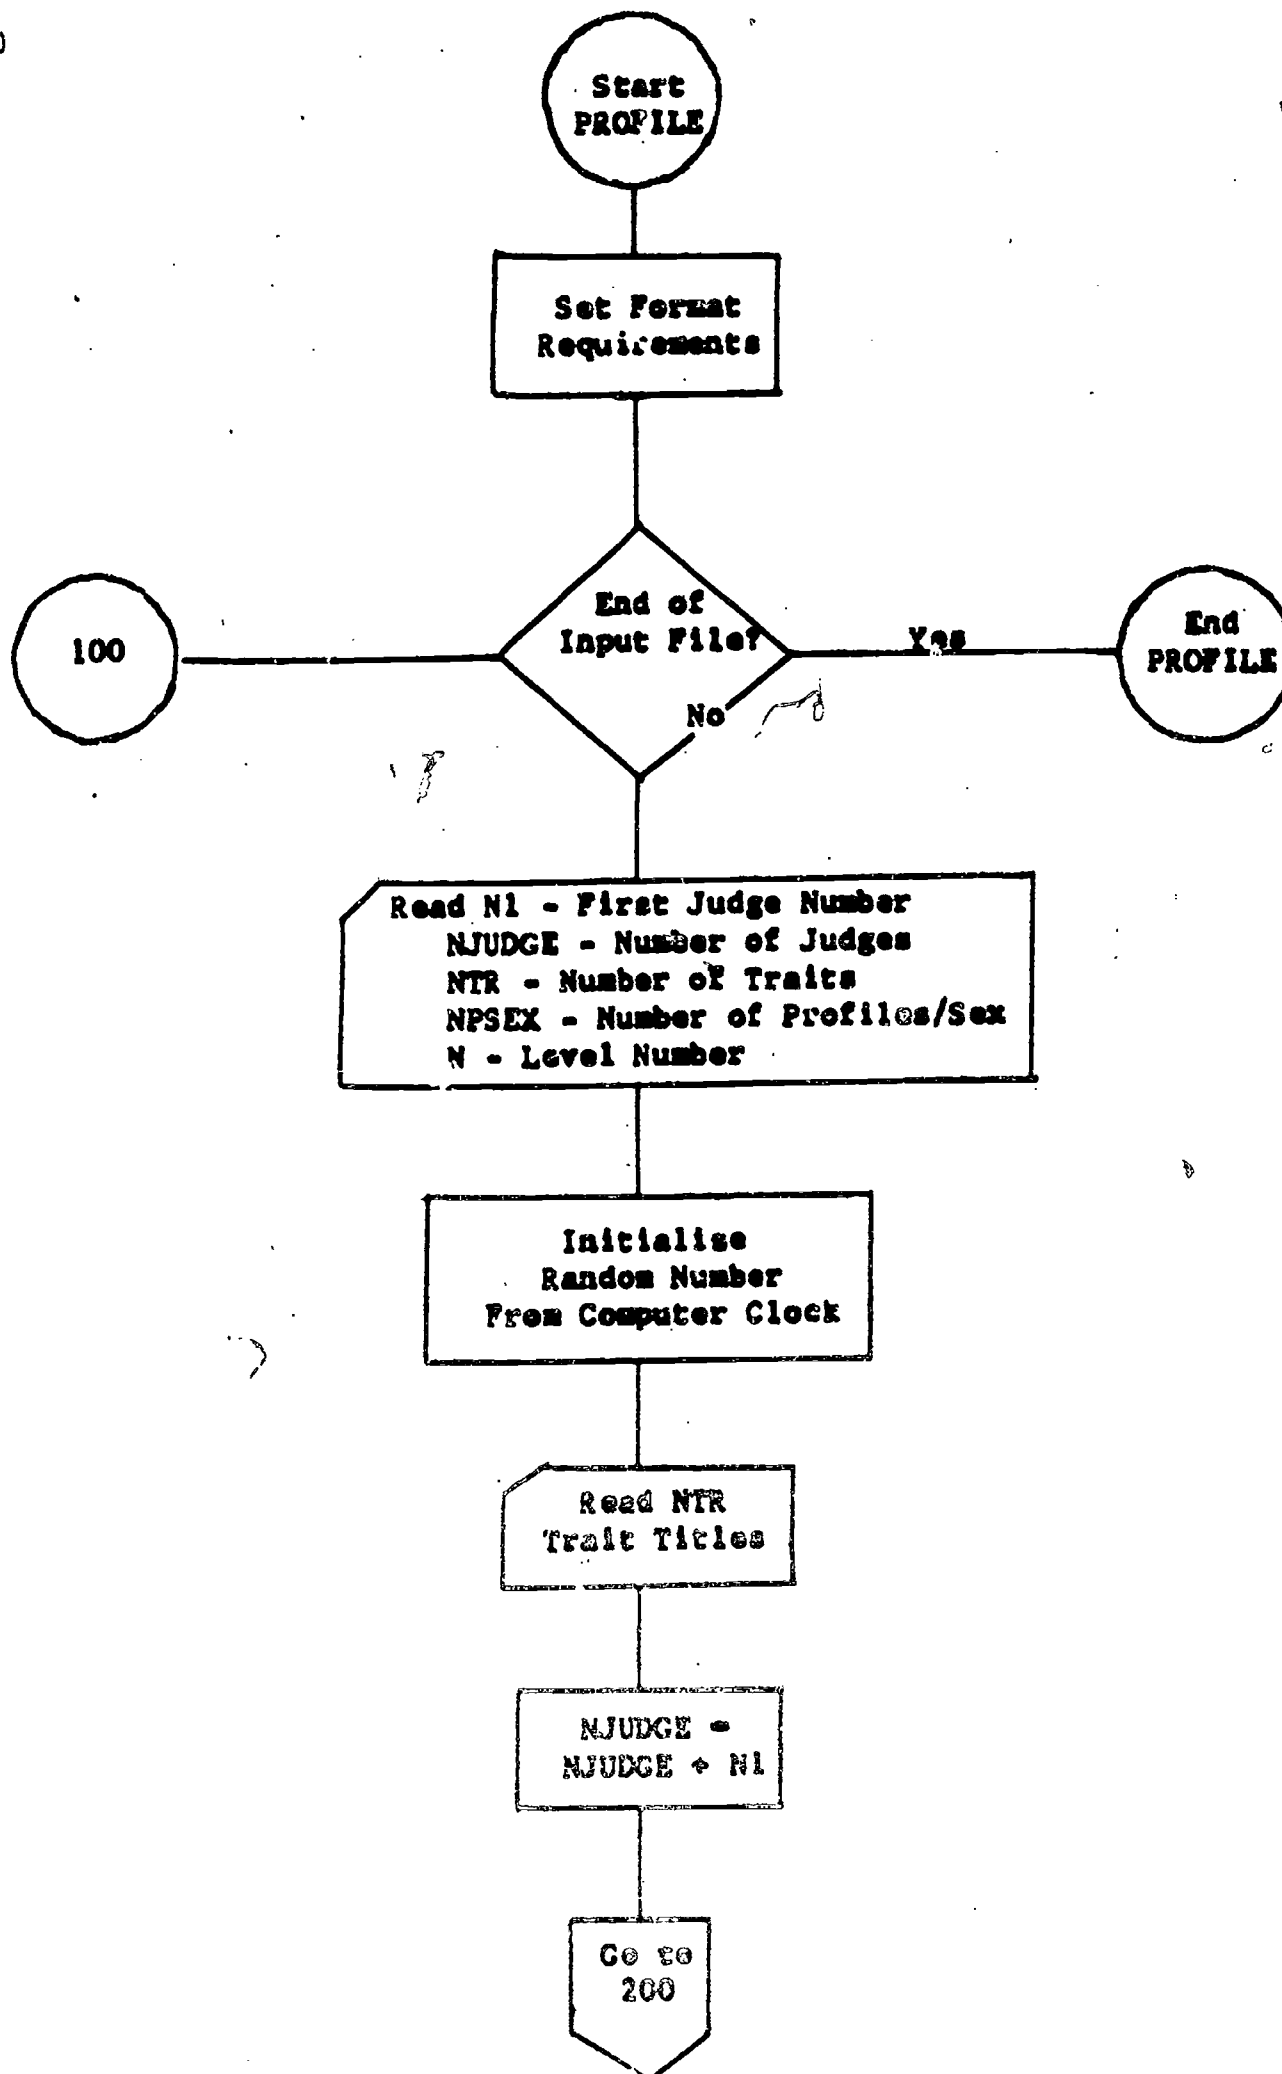 Start
PROFILE
Set Format
Requirements
End of
Input File?
100
Yes
End
PROFILE
No
Read N1 - First Judge Number
NJUDGE - Number of Judges
NTR - Number of Traits
NPSEX - Number of Profiles/Sex
N - Level Number
Initialize
Random Number
From Computer Clock
Read NTR
Trait Titles
NJUDGE =
NJUDGE + N1
Go to
200